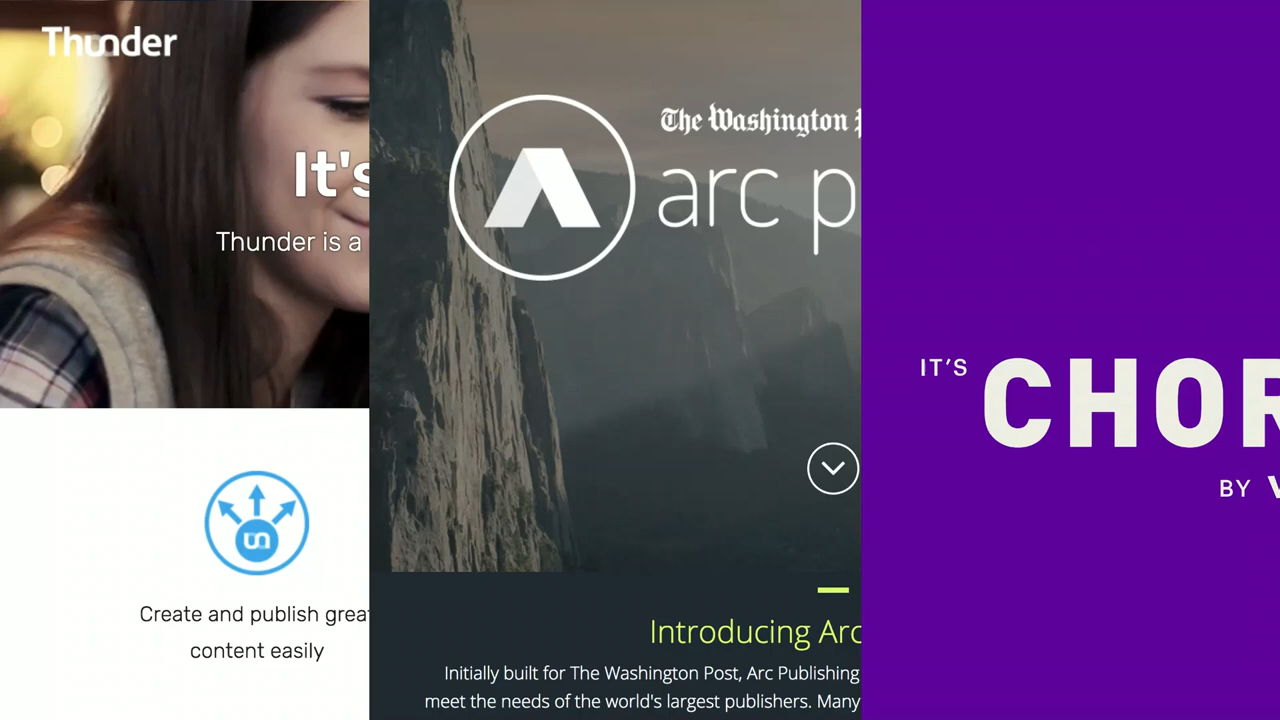 Thunder
It's
Thunder is a
Create and publish grea
content easily
The Washington
arc p
Introducing Arc
Initially built for The Washington Post, Arc Publishing
meet the needs of the world's largest publishers. Many
IT'S CHOR
BY